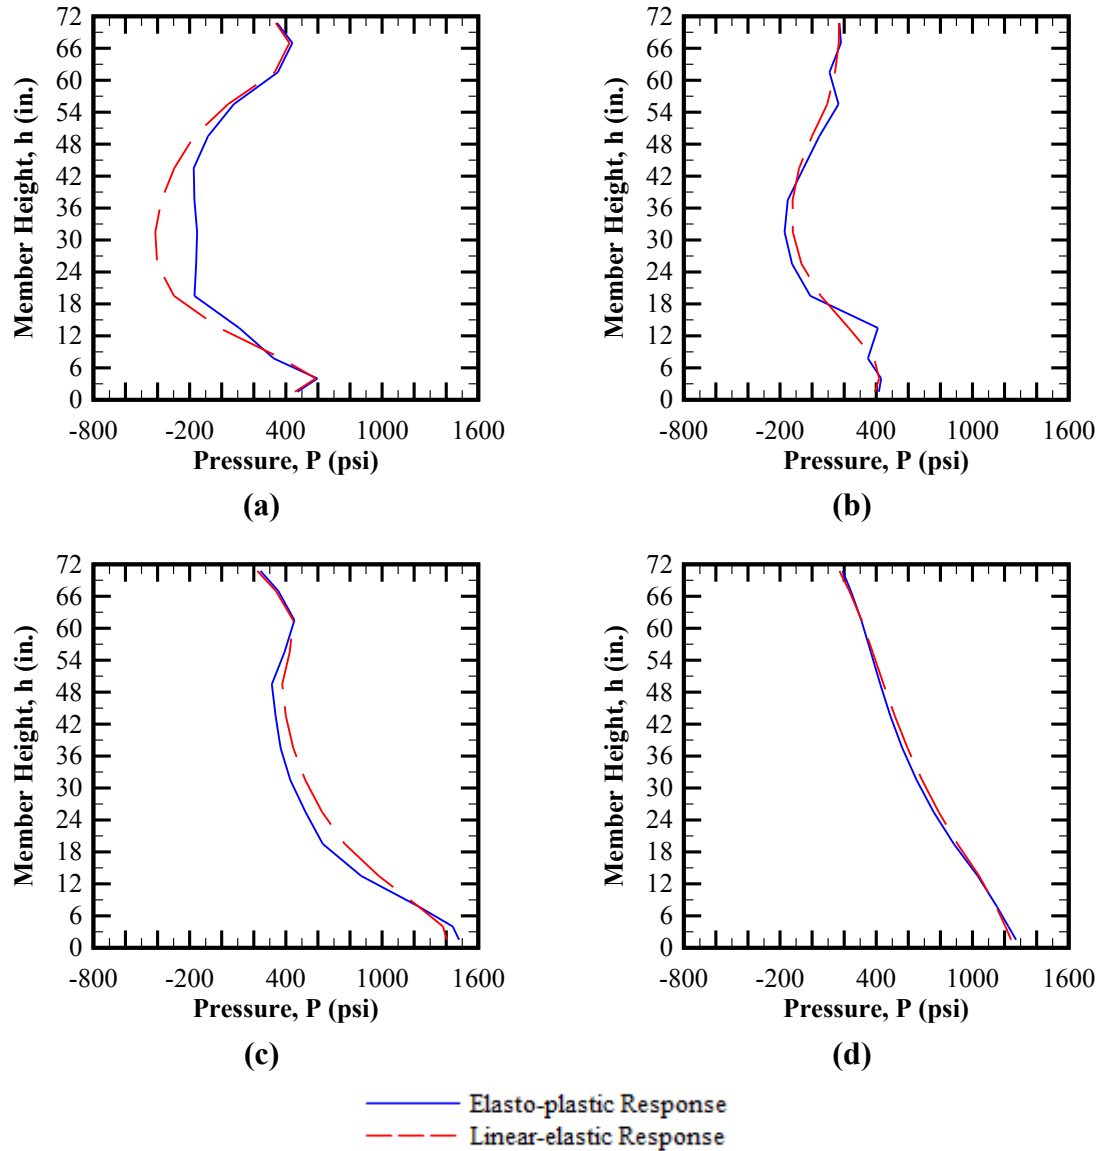 72
66
60
54
48
42
36
30
24
18
12
6
0
Member Height, h (in.)
-800 -200 400 1000 1600
Pressure, P (psi)
(a)
72
66
60
54
48
42
36
30
24
18
12
6
0
Member Height, h (in.)
-800 -200 400 1000 1600
Pressure, P (psi)
(b)
72
66
60
54
48
42
36
30
24
18
12
6
0
Member Height, h (in.)
-800 -200 400 1000 1600
Pressure, P (psi)
(c)
72
66
60
54
48
42
36
30
24
18
12
6
0
Member Height, h (in.)
-800 -200 400 1000 1600
Pressure, P (psi)
(d)
Elasto-plastic Response
Linear-elastic Response